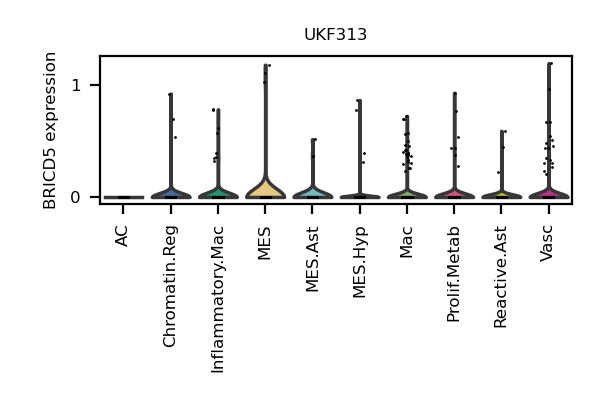 UKF313
BRICD5 expression
1
0
AC
Chromatin.Reg
Inflammatory.Mac
MES
MES.Ast
MES.Hyp
Mac
Prolif.Metab
Reactive.Ast
Vasc